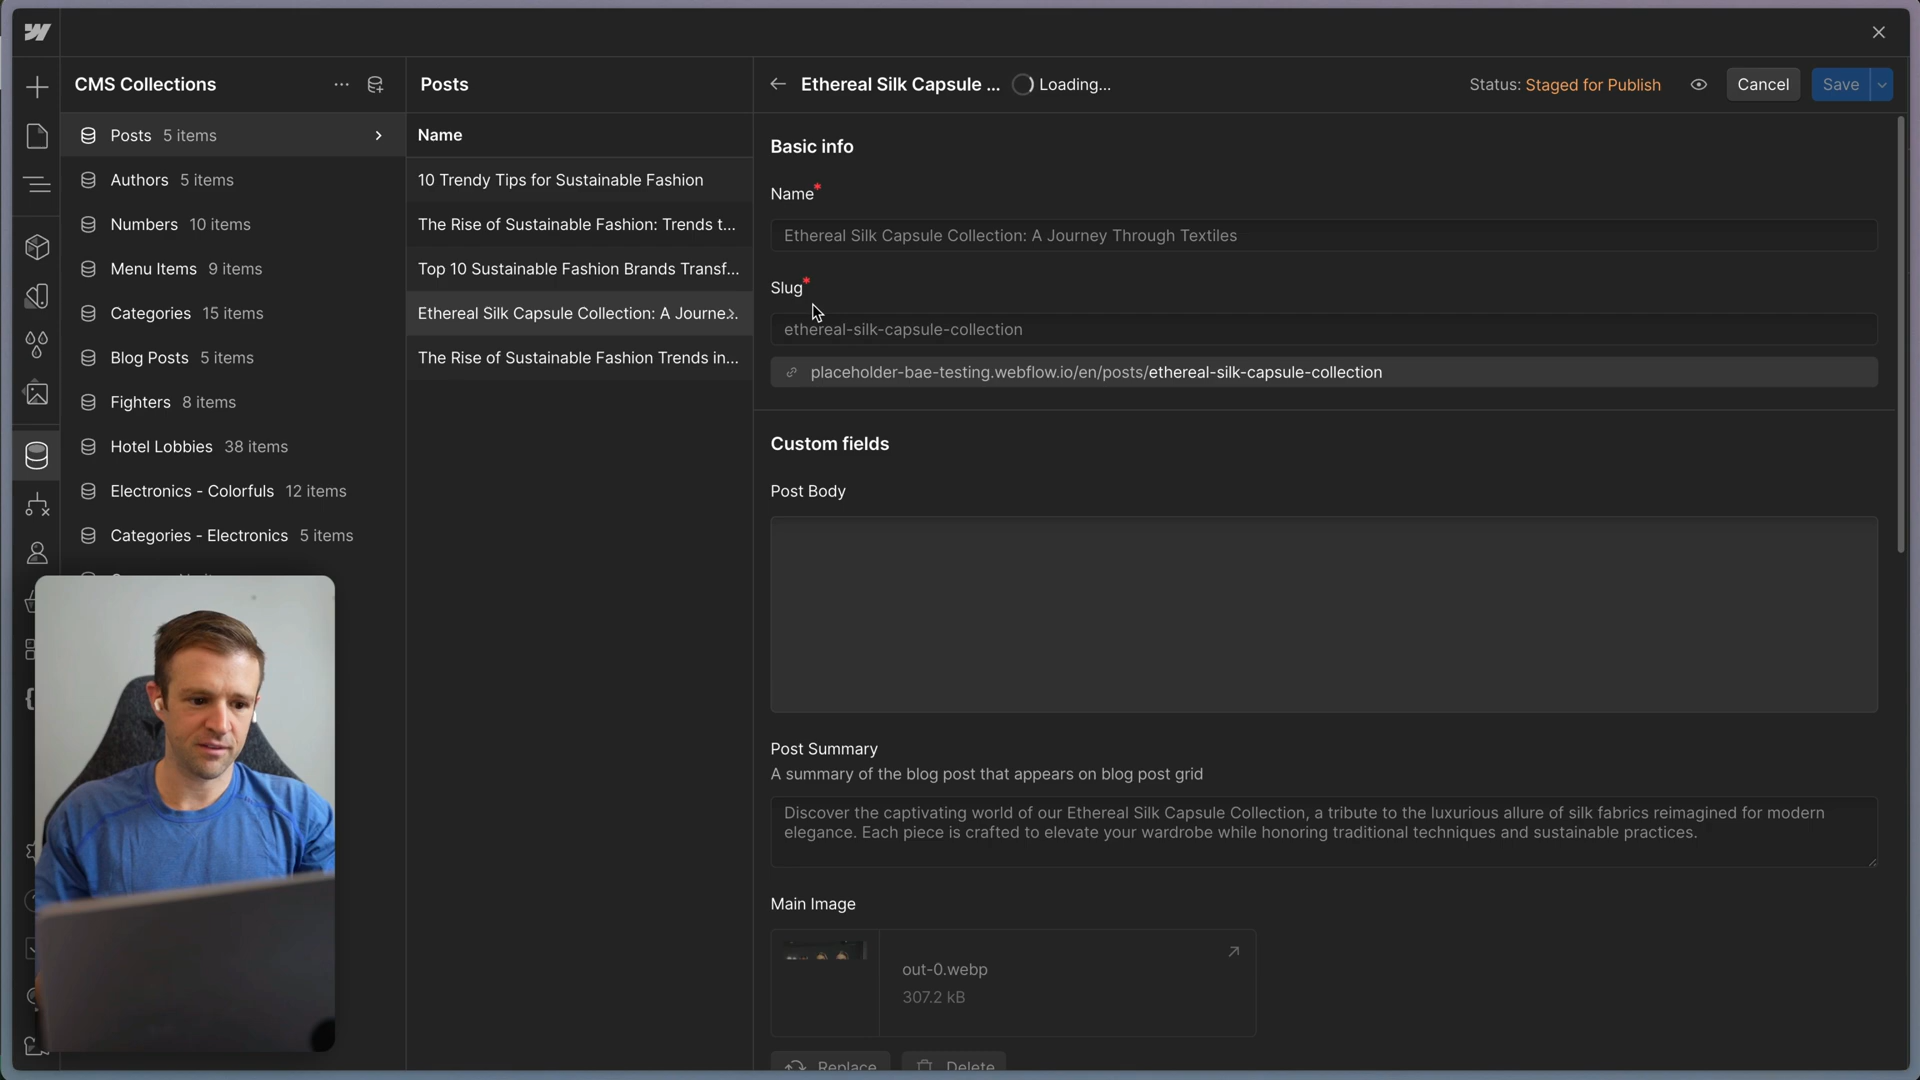 CMS Collections
Posts 5 items
Authors 5 items
Numbers 10 items
Menu Items 9 items
Categories 15 items
Blog Posts 5 items
Fighters 8 items
Hotel Lobbies 38 items
Electronics - Colorfuls 12 items
Categories - Electronics 5 items
Posts
Name
10 Trendy Tips for Sustainable Fashion
The Rise of Sustainable Fashion: Trends t...
Top 10 Sustainable Fashion Brands Transf...
Ethereal Silk Capsule Collection: A Journe...
The Rise of Sustainable Fashion Trends in...
Ethereal Silk Capsule ... Loading...
Status: Staged for Publish
Cancel
Save
Basic info
Name*
Ethereal Silk Capsule Collection: A Journey Through Textiles
Slug*
ethereal-silk-capsule-collection
placeholder-bae-testing.webflow.io/en/posts/ethereal-silk-capsule-collection
Custom fields
Post Body
Post Summary
A summary of the blog post that appears on blog post grid
Discover the captivating world of our Ethereal Silk Capsule Collection, a tribute to the luxurious allure of silk fabrics reimagined for modern
elegance. Each piece is crafted to elevate your wardrobe while honoring traditional techniques and sustainable practices.
Main Image
out-0.webp
307.2 kB
Replace
Delete